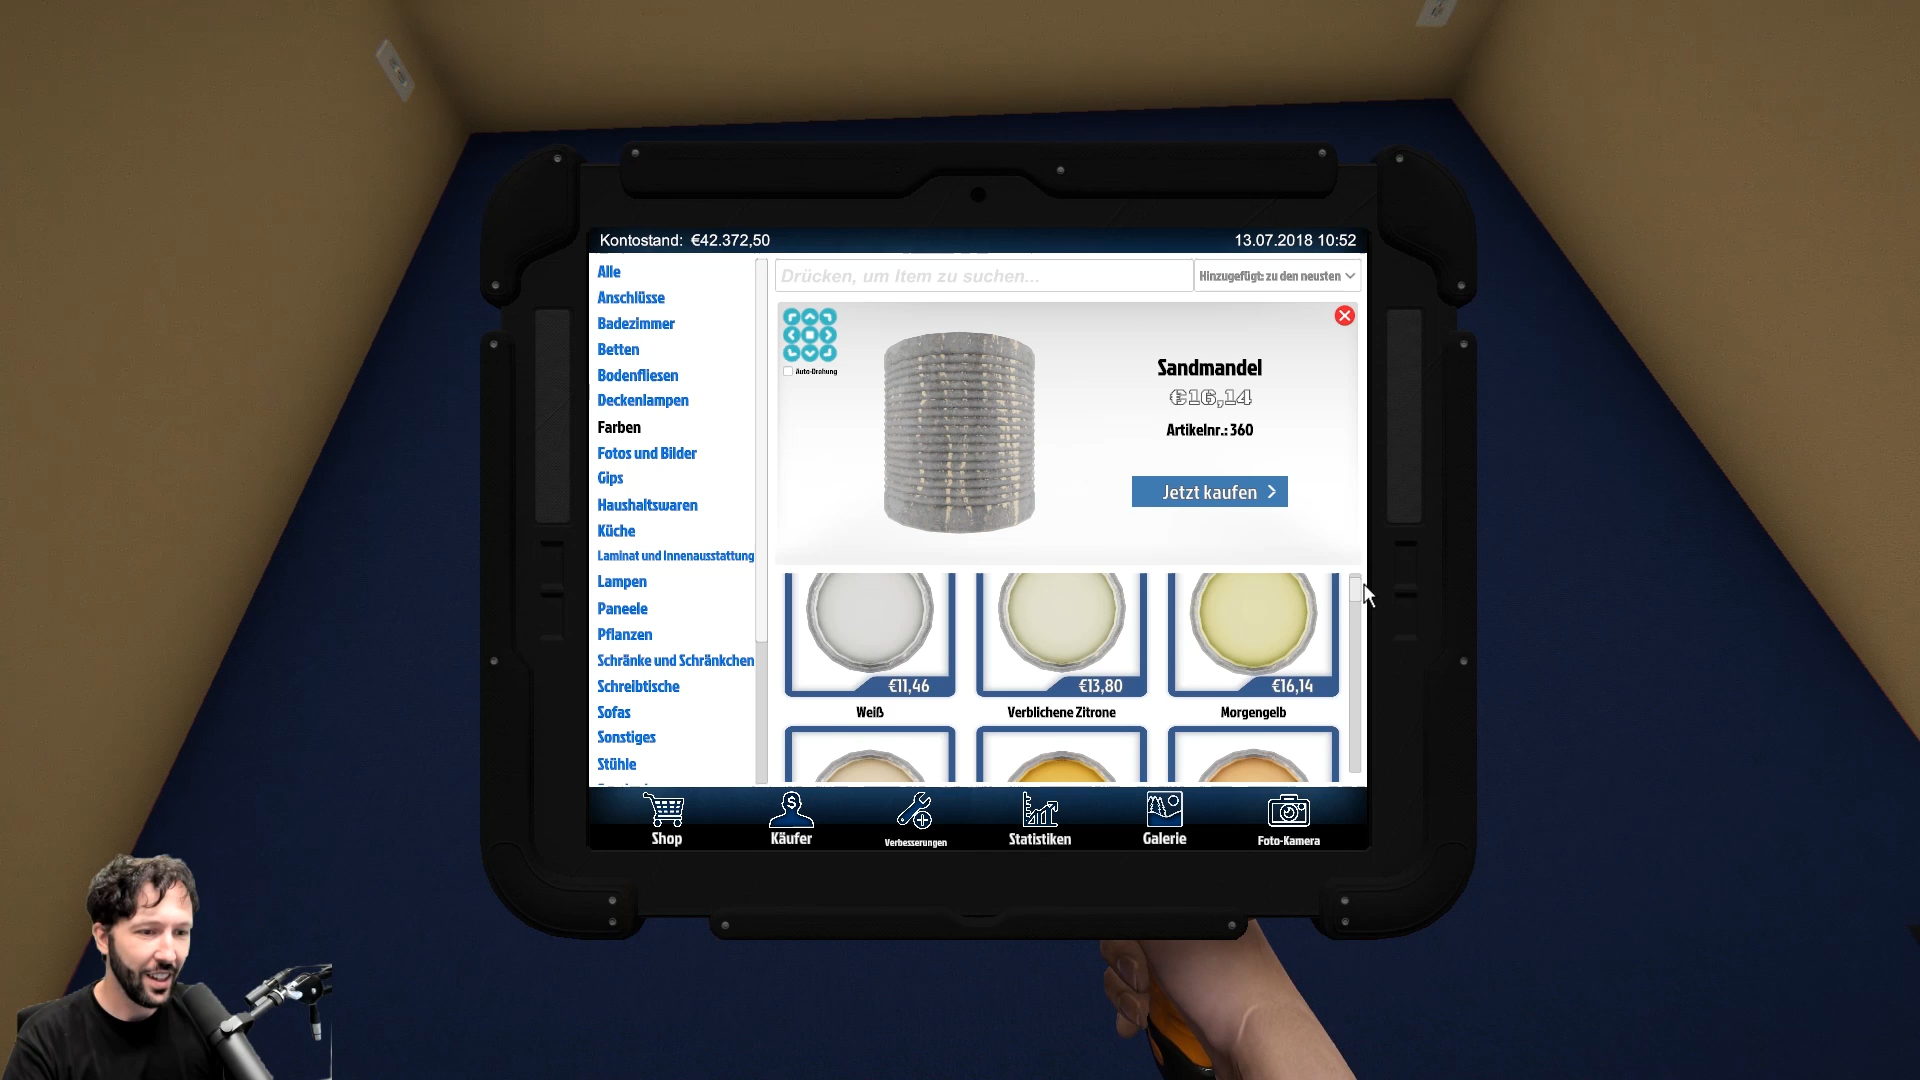 Kontostand: €42.372,50
13.07.2018 10:52
Alle
Anschlüsse
Badezimmer
Betten
Bodenfliesen
Deckenlampen
Farben
Fotos und Bilder
Gips
Haushaltswaren
Küche
Laminat und Innenausstattung
Lampen
Paneele
Pflanzen
Schränke und Schränkchen
Schreibtische
Sofas
Sonstiges
Stühle
Drücken, um Item zu suchen...
Hinzugefügt: zu den neusten
Auto-Drehung
Sandmandel
€16,14
Artikelnr.: 360
Jetzt kaufen
€11,46
€13,80
€16,14
Weiß
Verblichene Zitrone
Morgengelb
Shop
Käufer
Verbesserungen
Statistiken
Galerie
Foto-Kamera